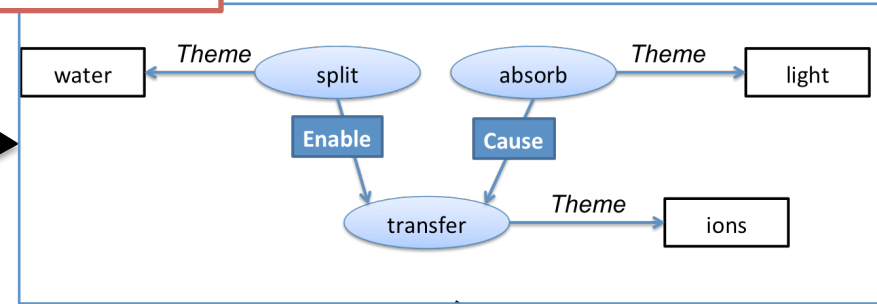 Theme
Theme
water
split
absorb
light
Enable
Cause
Theme
transfer
ions